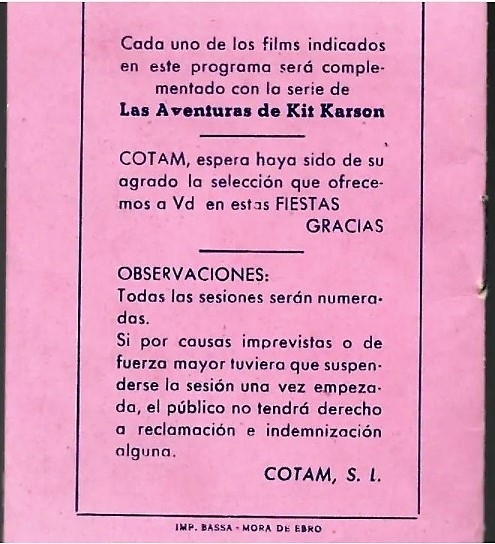 Cada uno de los films indicados
en este programa será comple-
mentado con la serie de
Las Aventuras de Kit Karson
COTAM, espera haya sido de su
agrado la selección que ofrece-
mos a Vd en estas FIESTAS
GRACIAS
OBSERVACIONES:
Todas las sesiones serán numera-
das.
Si por causas imprevistas o de
fuerza mayor tuviera que suspen-
derse la sesión una vez empeza-
da, el público no tendrá derecho
a reclamación e indemnización
alguna.
COTAM, S. L.
IMP. BASSA - MORA DE EBRO